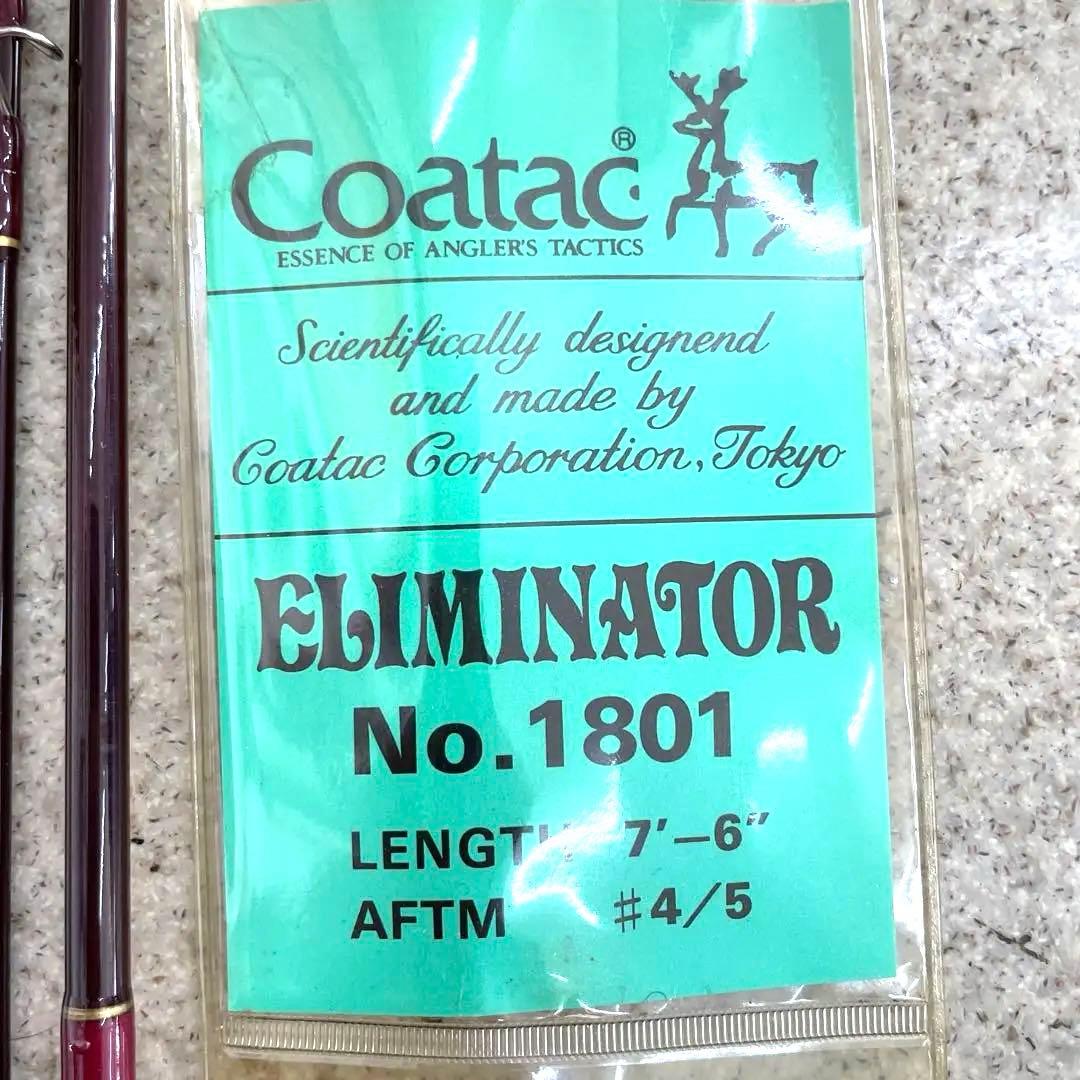 Coatac®
ESSENCE OF ANGLER'S TACTICS
Scientifically designend
and made by
Coatac Corporation, Tokyo
ELIMINATOR
No. 1801
LENGTH 7'-6"
AFTM #4/5